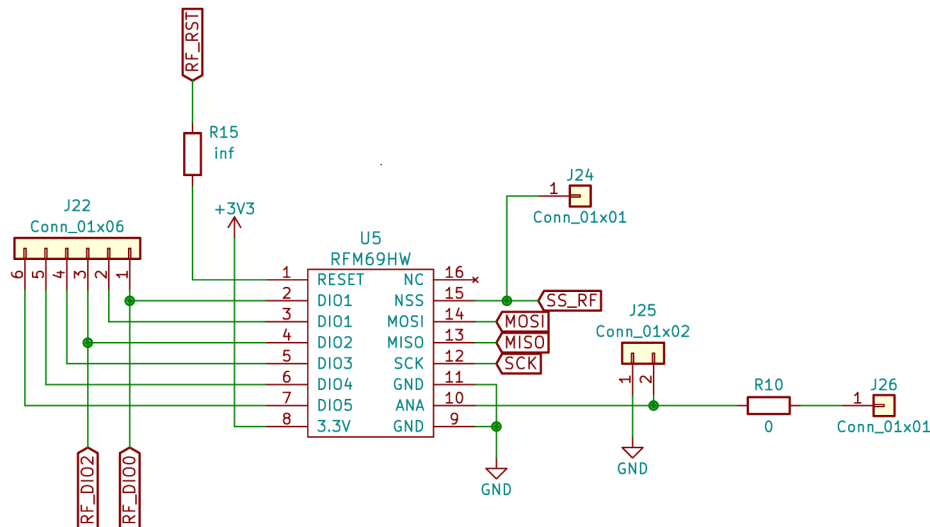 RF_RST
R15
inf
J24
1
Conn_01x01
+3V3
J22
Conn_01x06
6 5 4 3 2 1
U5
RFM69HW
1 RESET NC 16
2 DIO1 NSS 15 SS_RF
3 DIO1 MOSI 14 MOSI
4 DIO2 MISO 13 MISO
5 DIO3 SCK 12 SCK
6 DIO4 GND 11
7 DIO5 ANA 10
8 3.3V GND 9
J25
Conn_01x02
1 2
R10
0
J26
1
Conn_01x01
GND
GND
RF_DIO2
RF_DIO0